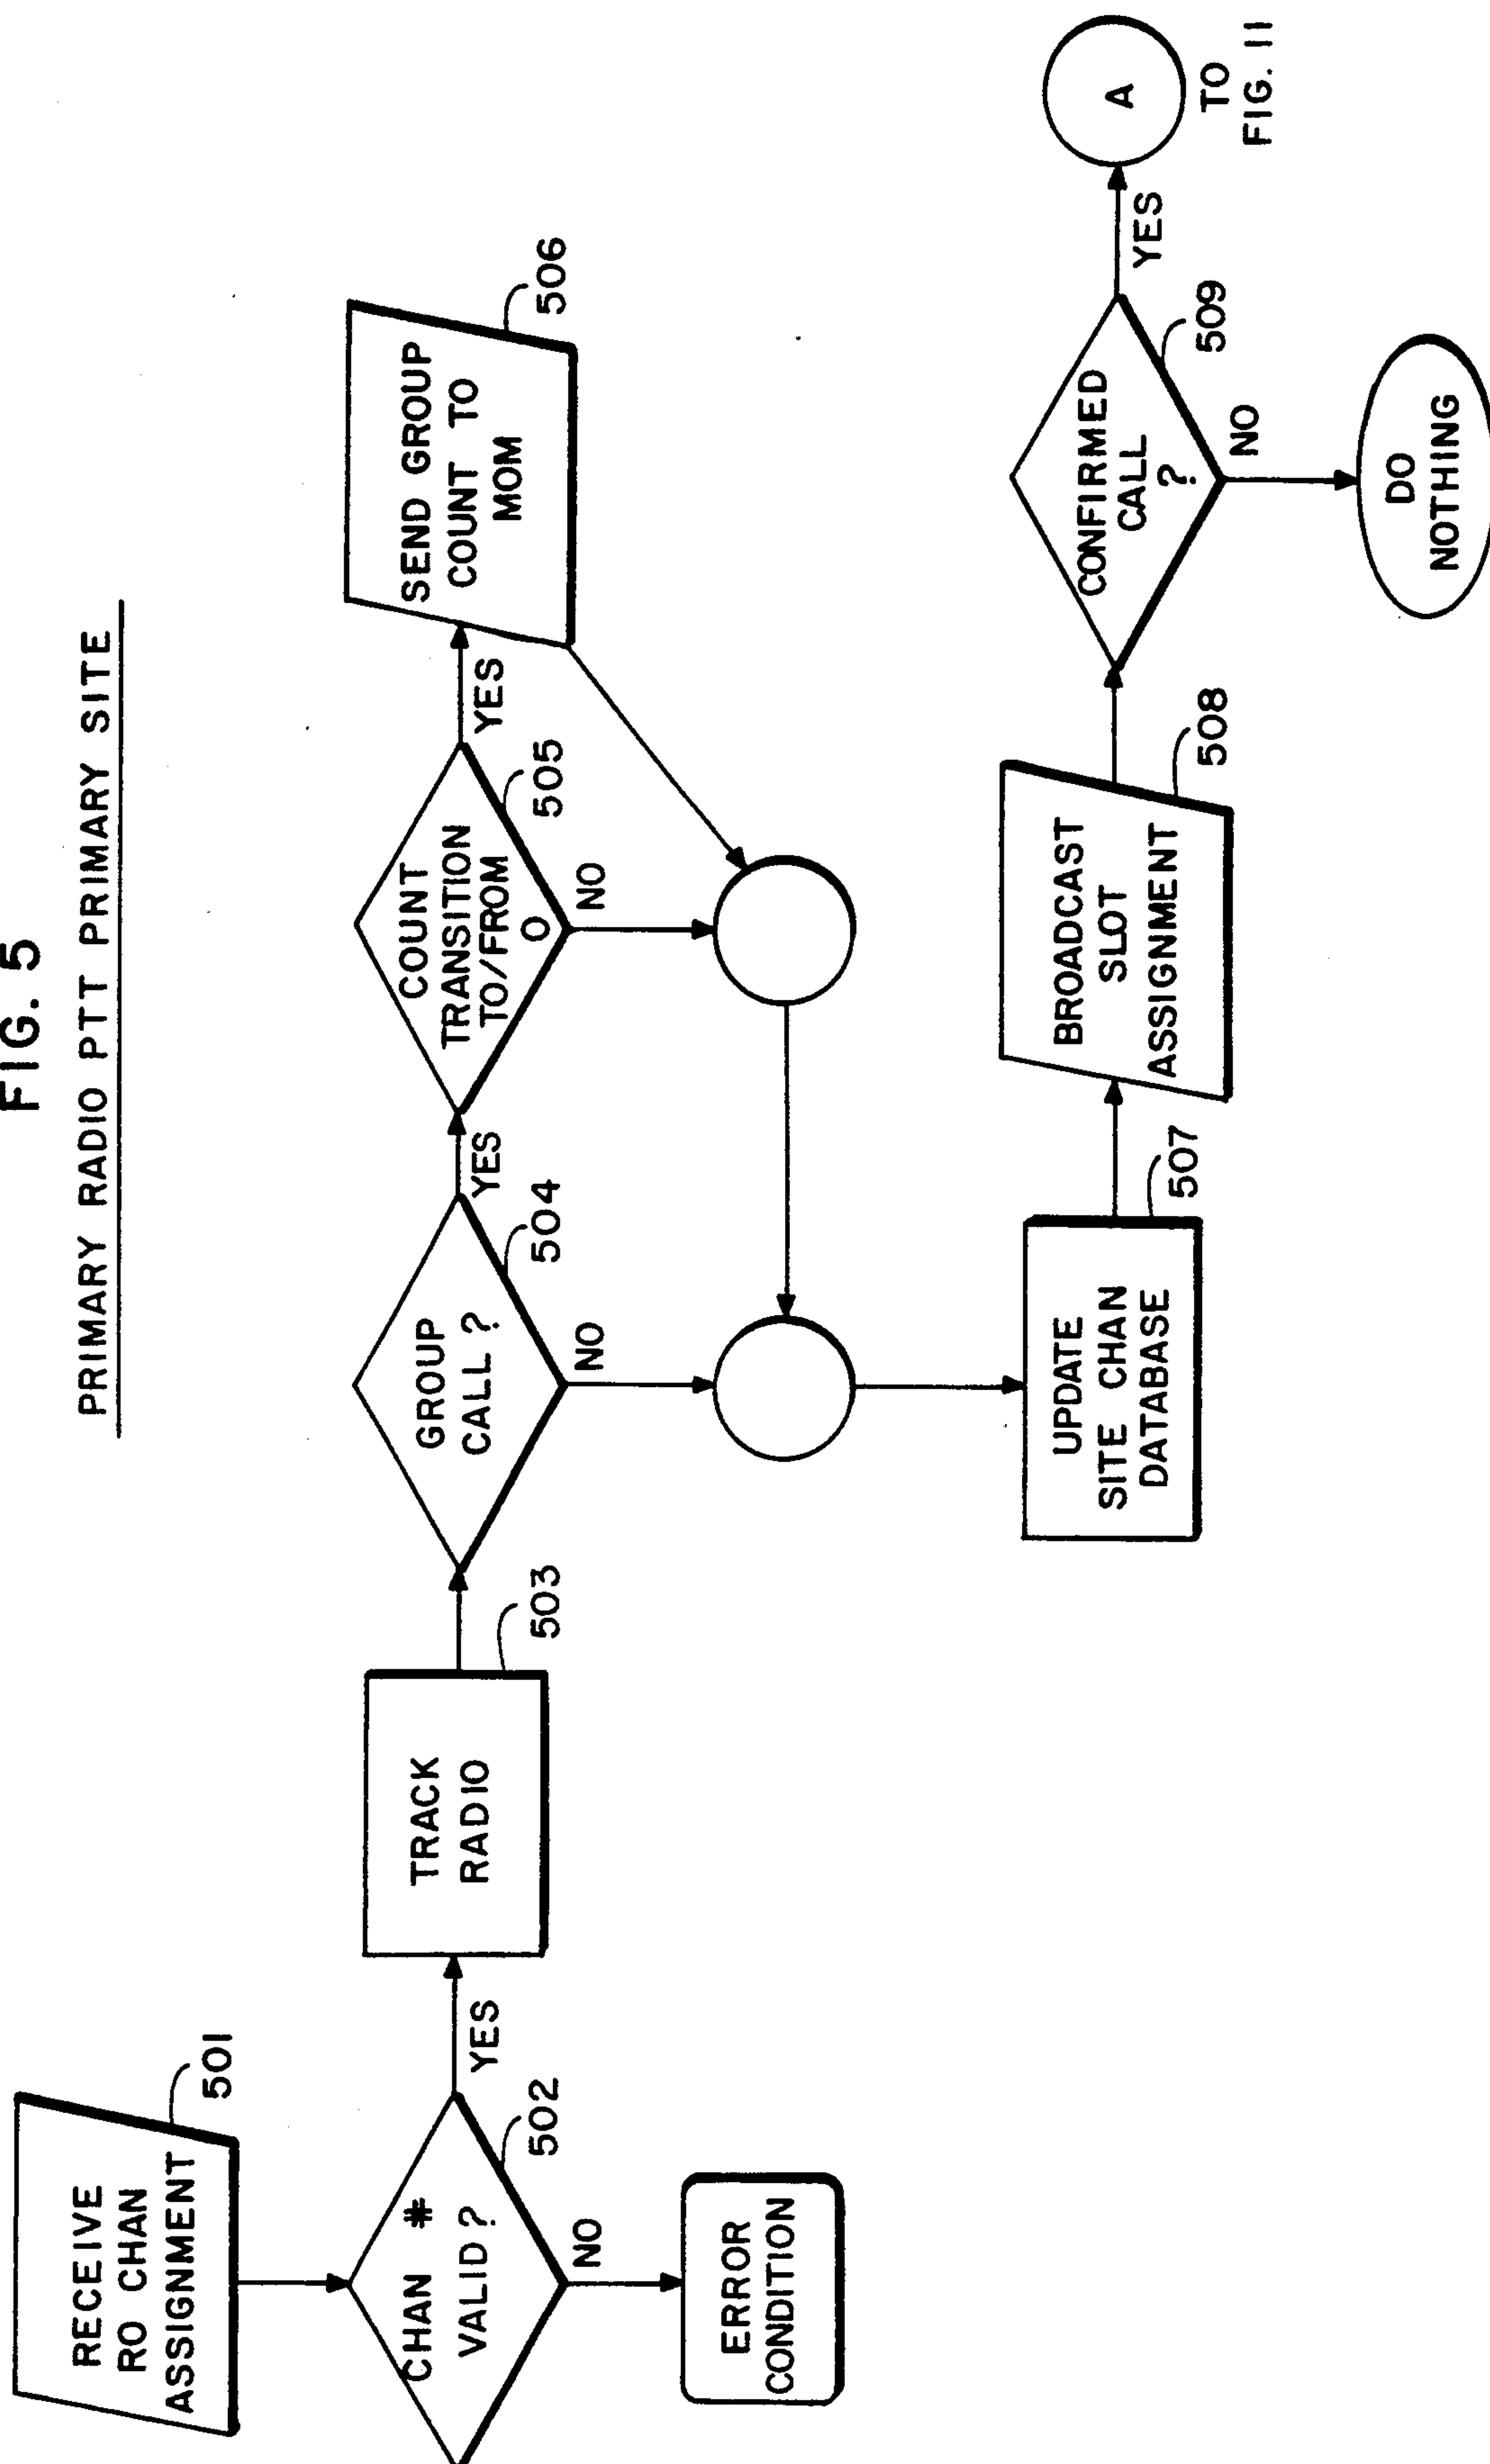 FIG. 5
PRIMARY RADIO PTT PRIMARY SITE
RECEIVE
RO CHAN
ASSIGNMENT
501
CHAN #
VALID?
502
YES
NO
ERROR
CONDITION
TRACK
RADIO
503
GROUP
CALL ?
504
YES
NO
COUNT
TRANSITION
TO/FROM
0
505
YES
NO
SEND GROUP
COUNT TO
MOM
506
UPDATE
SITE CHAN
DATABASE
507
BROADCAST
SLOT
ASSIGNMENT
508
CONFIRMED
CALL
?
509
YES
NO
DO
NOTHING
A
TO
FIG. 11